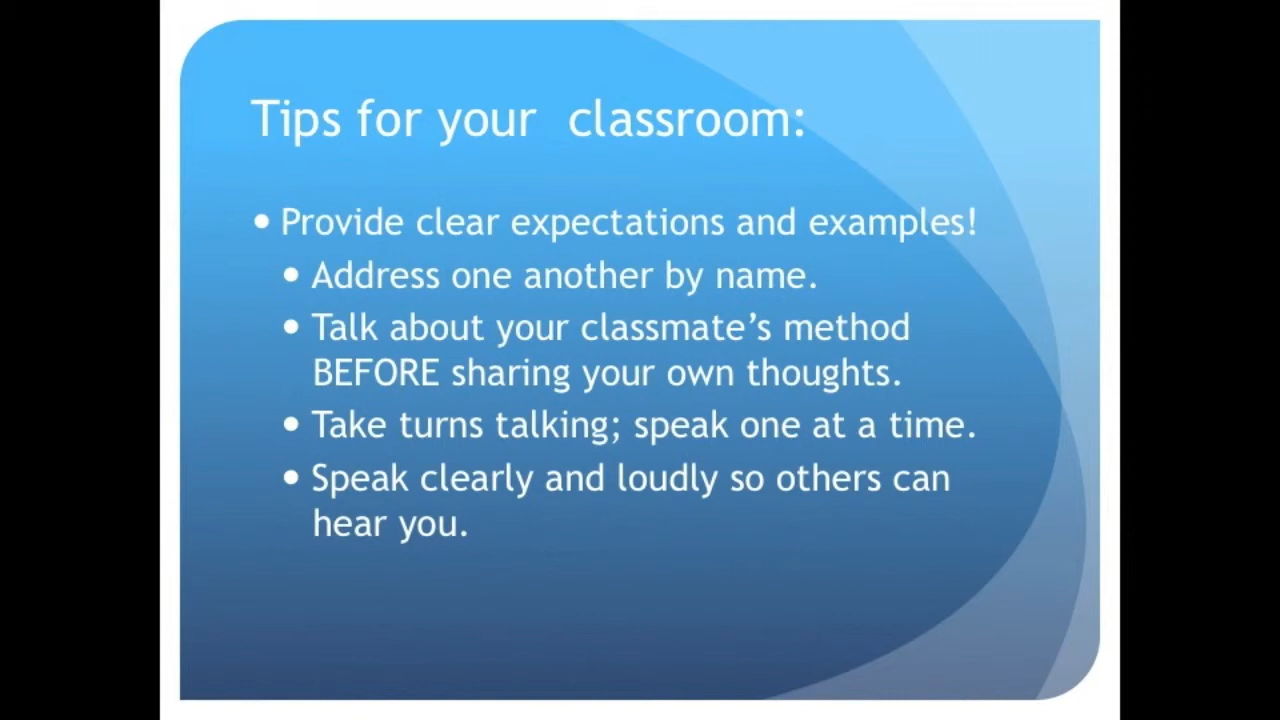 Tips for your  classroom:
• Provide clear expectations and examples!
• Address one another by name.
• Talk about your classmate’s method
BEFORE sharing your own thoughts.
• Take turns talking; speak one at a time.
• Speak clearly and loudly so others can
hear you.